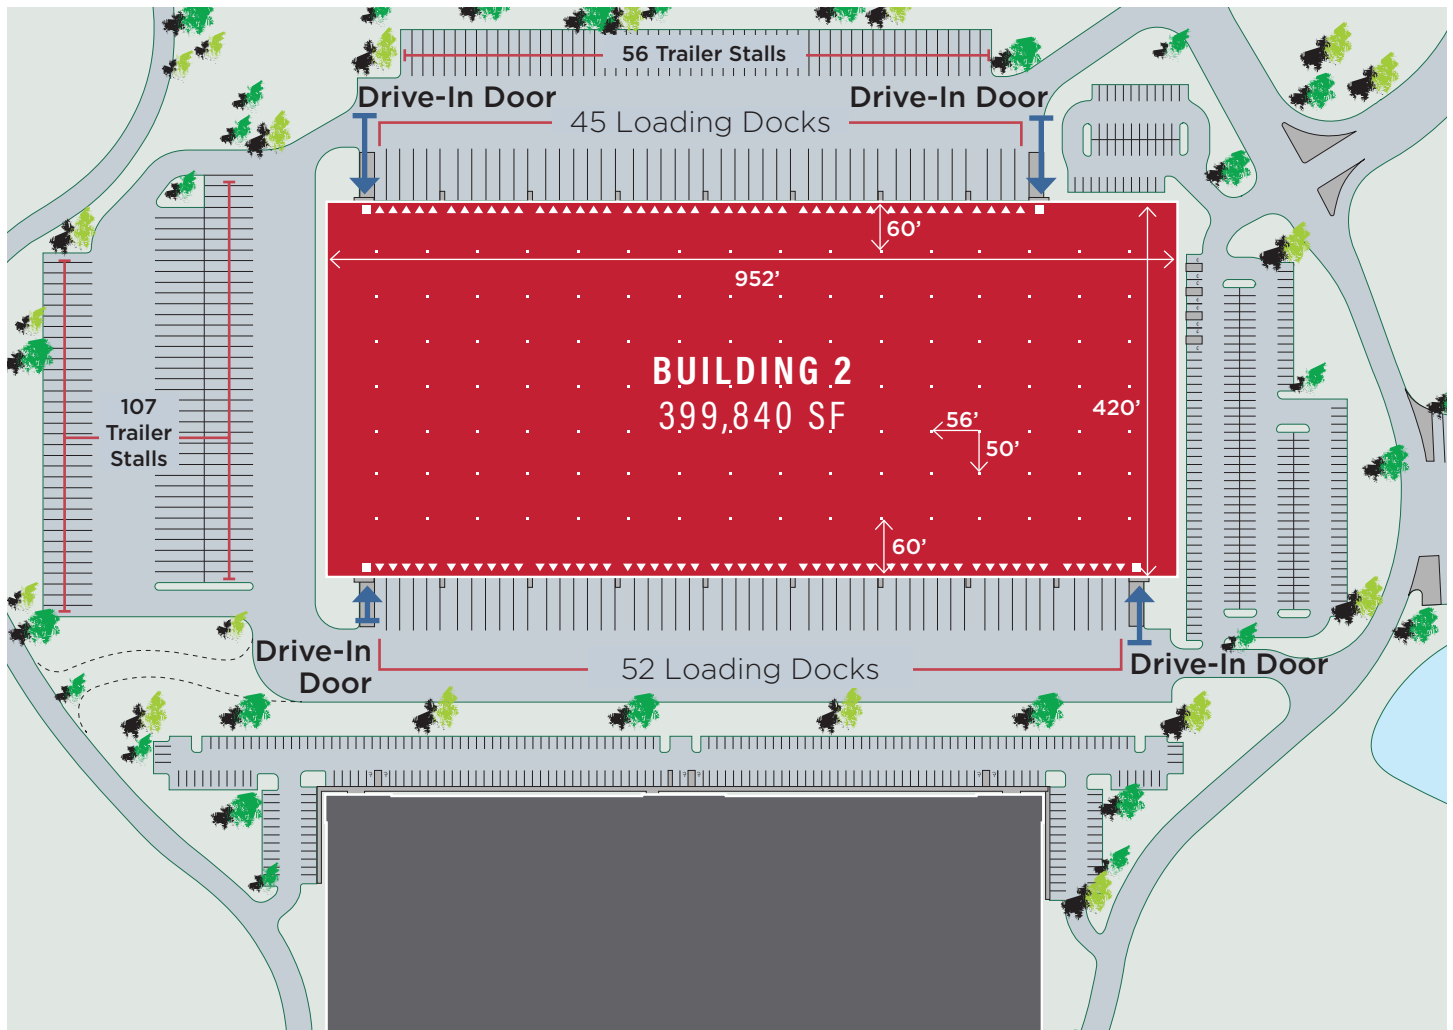 56 Trailer Stalls
Drive-In Door
Drive-In Door
45 Loading Docks
60’
952’
BUILDING 2
399,840 SF
420’
56’
50’
107
Trailer
Stalls
60’
Drive-In
Door
52 Loading Docks
Drive-In Door